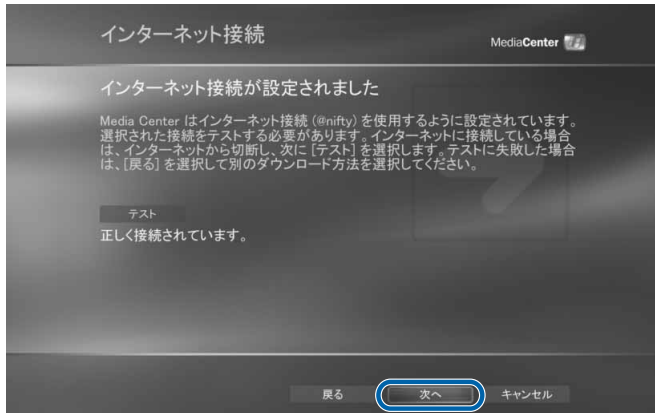 インターネット接続
MediaCenter
インターネット接続が設定されました
Media Center はインターネット接続 (@nifty) を使用するように設定されています。
選択された接続をテストする必要があります。インターネットに接続している場合
は、インターネットから切断し、次に [テスト] を選択します。テストに失敗した場合
は、[戻る] を選択して別のダウンロード方法を選択してください。
テスト
正しく接続されています。
戻る
次へ
キャンセル